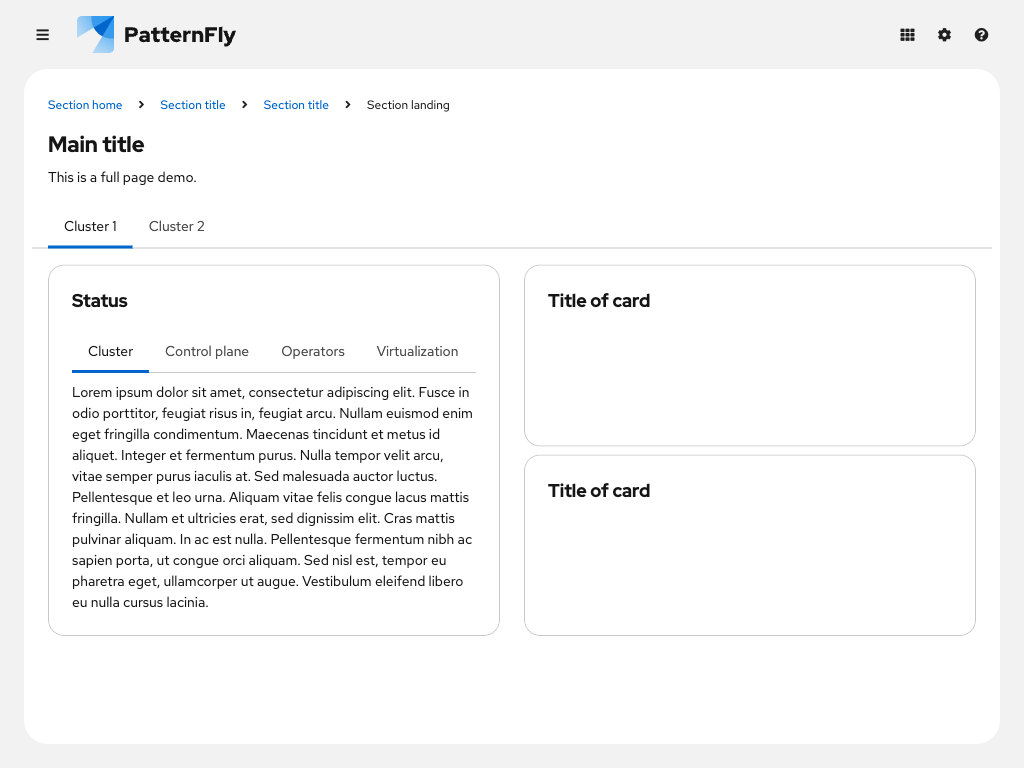 PatternFly
Section home Section title Section title Section landing
Main title
This is a full page demo.
Cluster 1 Cluster 2
Status
Cluster Control plane Operators Virtualization
Lorem ipsum dolor sit amet, consectetur adipiscing elit. Fusce in
odio porttitor, feugiat risus in, feugiat arcu. Nullam euismod enim
eget fringilla condimentum. Maecenas tincidunt et metus id
aliquet. Integer et fermentum purus. Nulla tempor velit arcu,
vitae semper purus iaculis at. Sed malesuada auctor luctus.
Pellentesque et leo urna. Aliquam vitae felis congue lacus mattis
fringilla. Nullam et ultricies erat, sed dignissim elit. Cras mattis
pulvinar aliquam. In ac est nulla. Pellentesque fermentum nibh ac
sapien porta, ut congue orci aliquam. Sed nisl est, tempor eu
pharetra eget, ullamcorper ut augue. Vestibulum eleifend libero
eu nulla cursus lacinia.
Title of card
Title of card